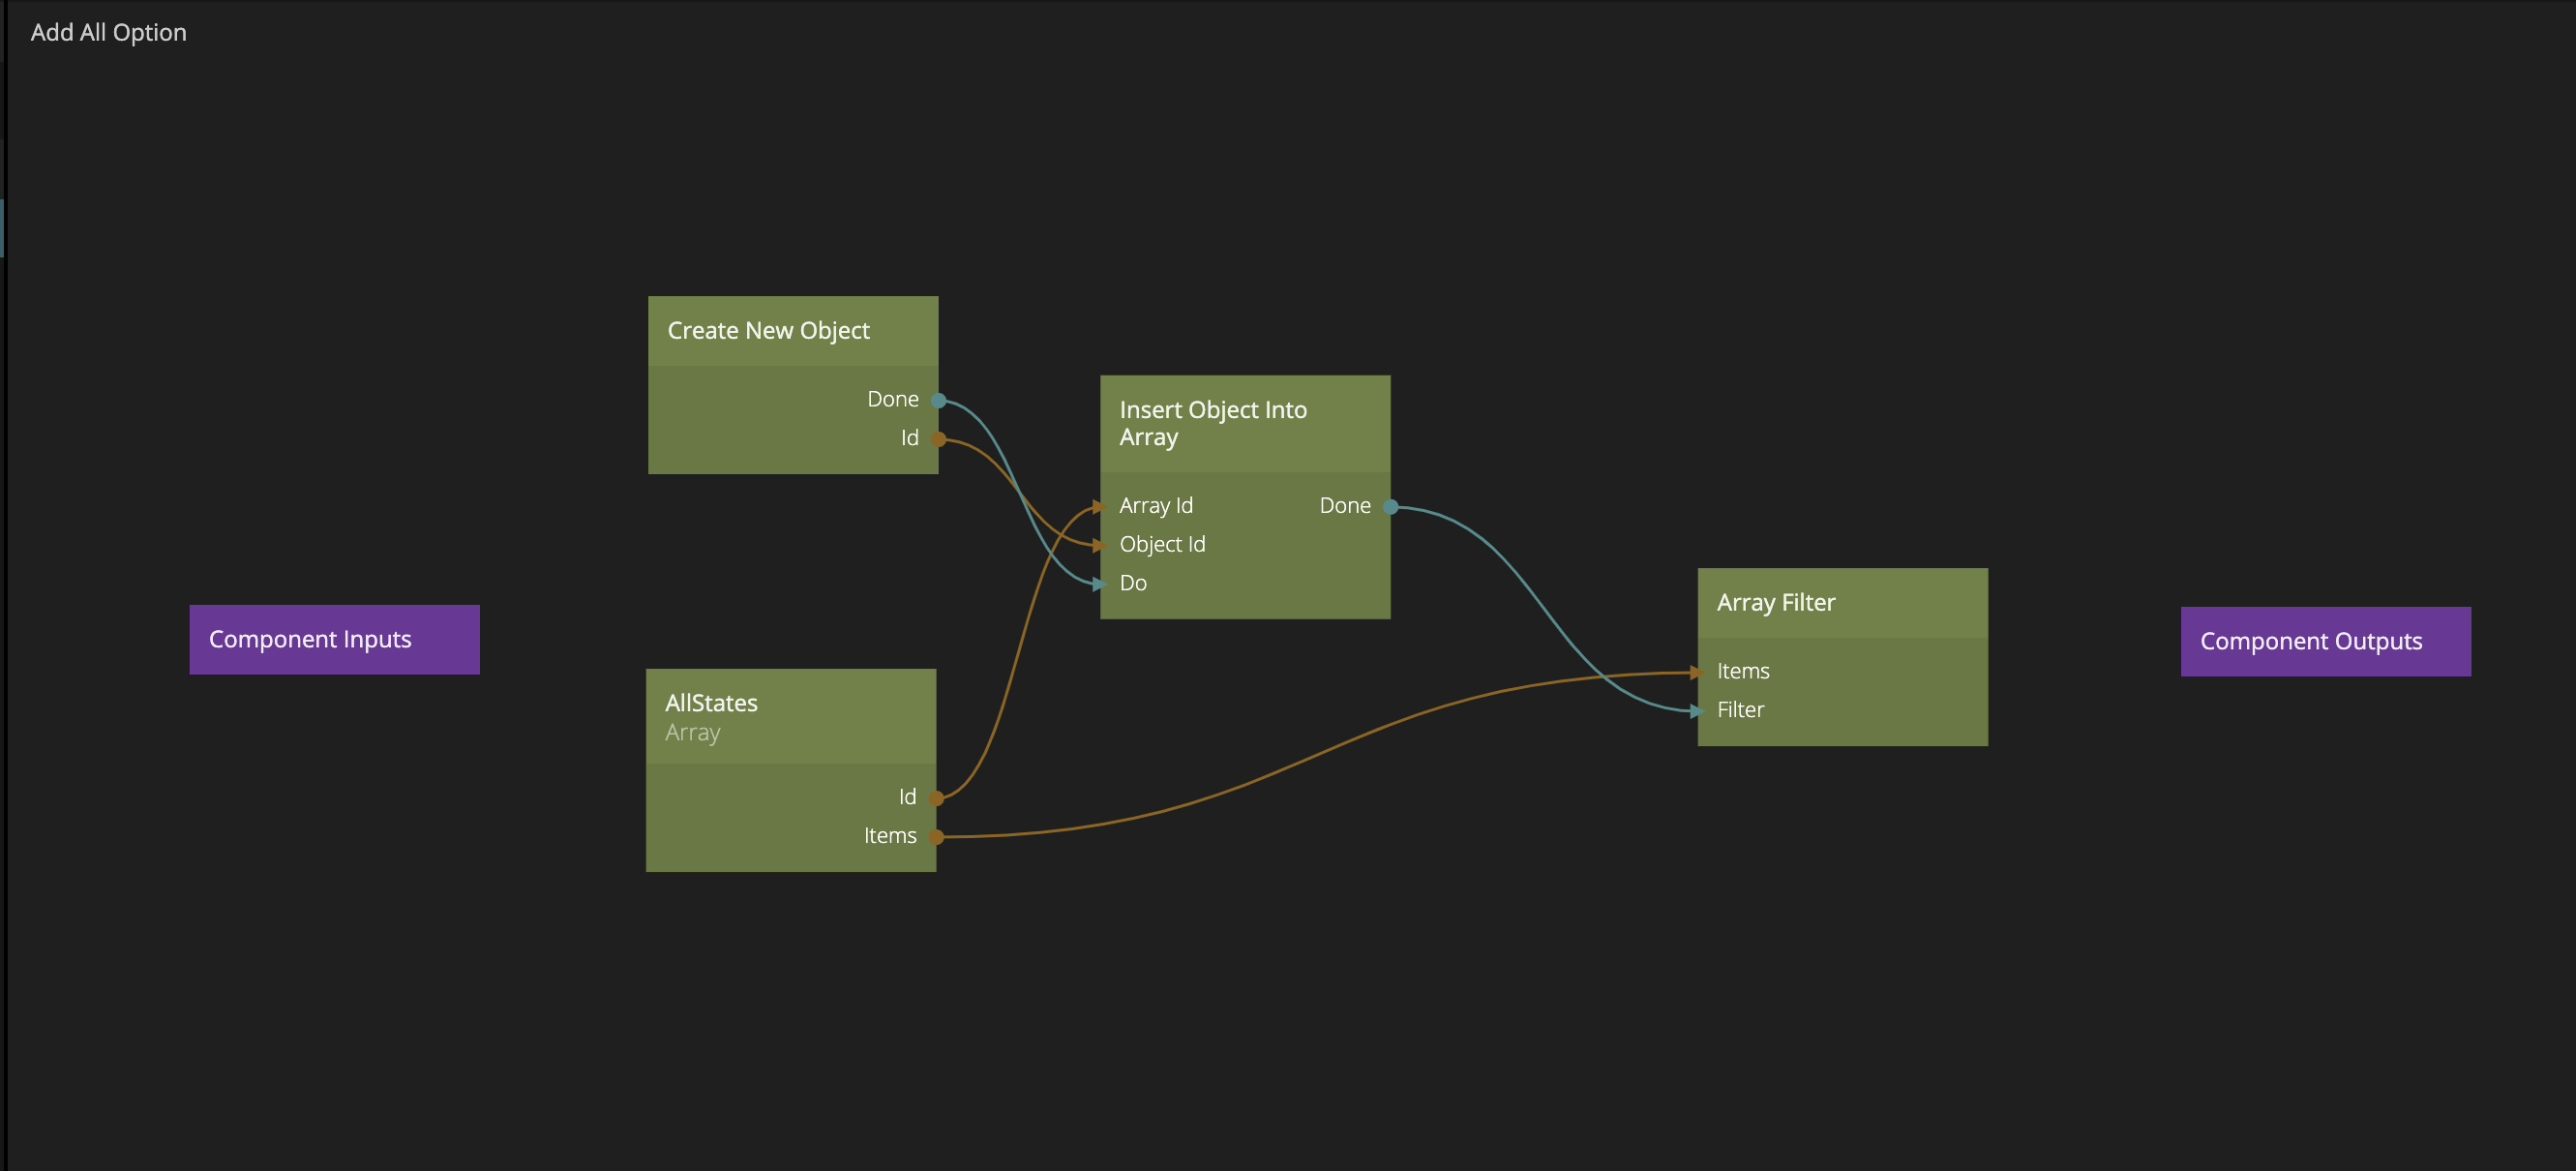 Add All Option
Create New Object
Done
Id
Insert Object Into
Array
Array Id
Done
Object Id
Do
Component Inputs
AllStates
Array
Id
Items
Array Filter
Items
Filter
Component Outputs